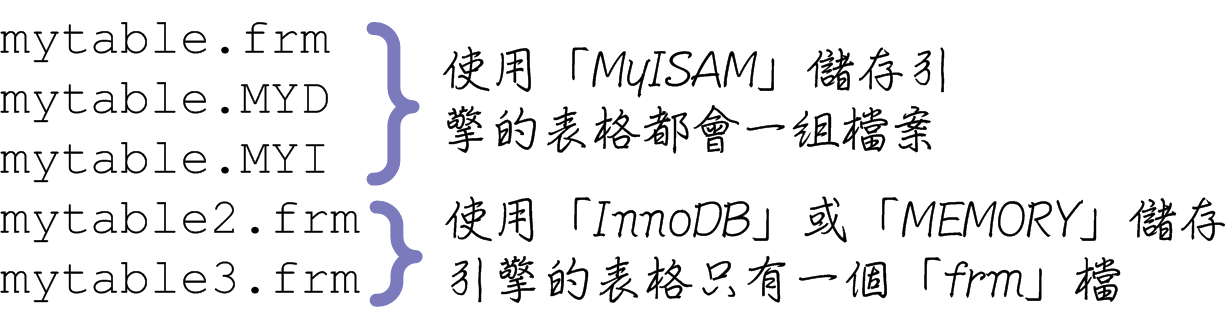 mytable.frm
mytable.MYD
mytable.MYI
使用「MyISAM」儲存引
擎的表格都會一組檔案
mytable2.frm
mytable3.frm
使用「InnoDB」或「MEMORY」儲存
引擎的表格只有一個「frm」檔